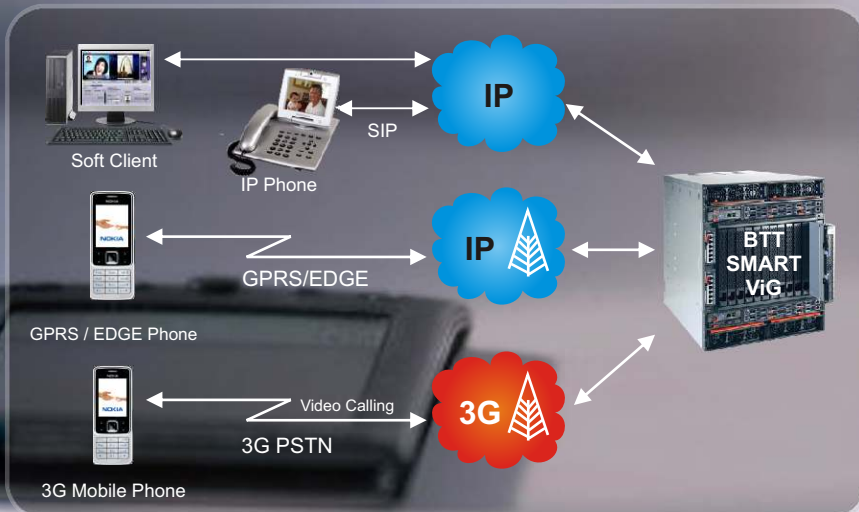 IP
SIP
Soft Client
IP Phone
NOKIA
IP
GPRS/EDGE
GPRS / EDGE Phone
BTT
SMART
ViG
NOKIA
Video Calling
3G
3G PSTN
3G Mobile Phone